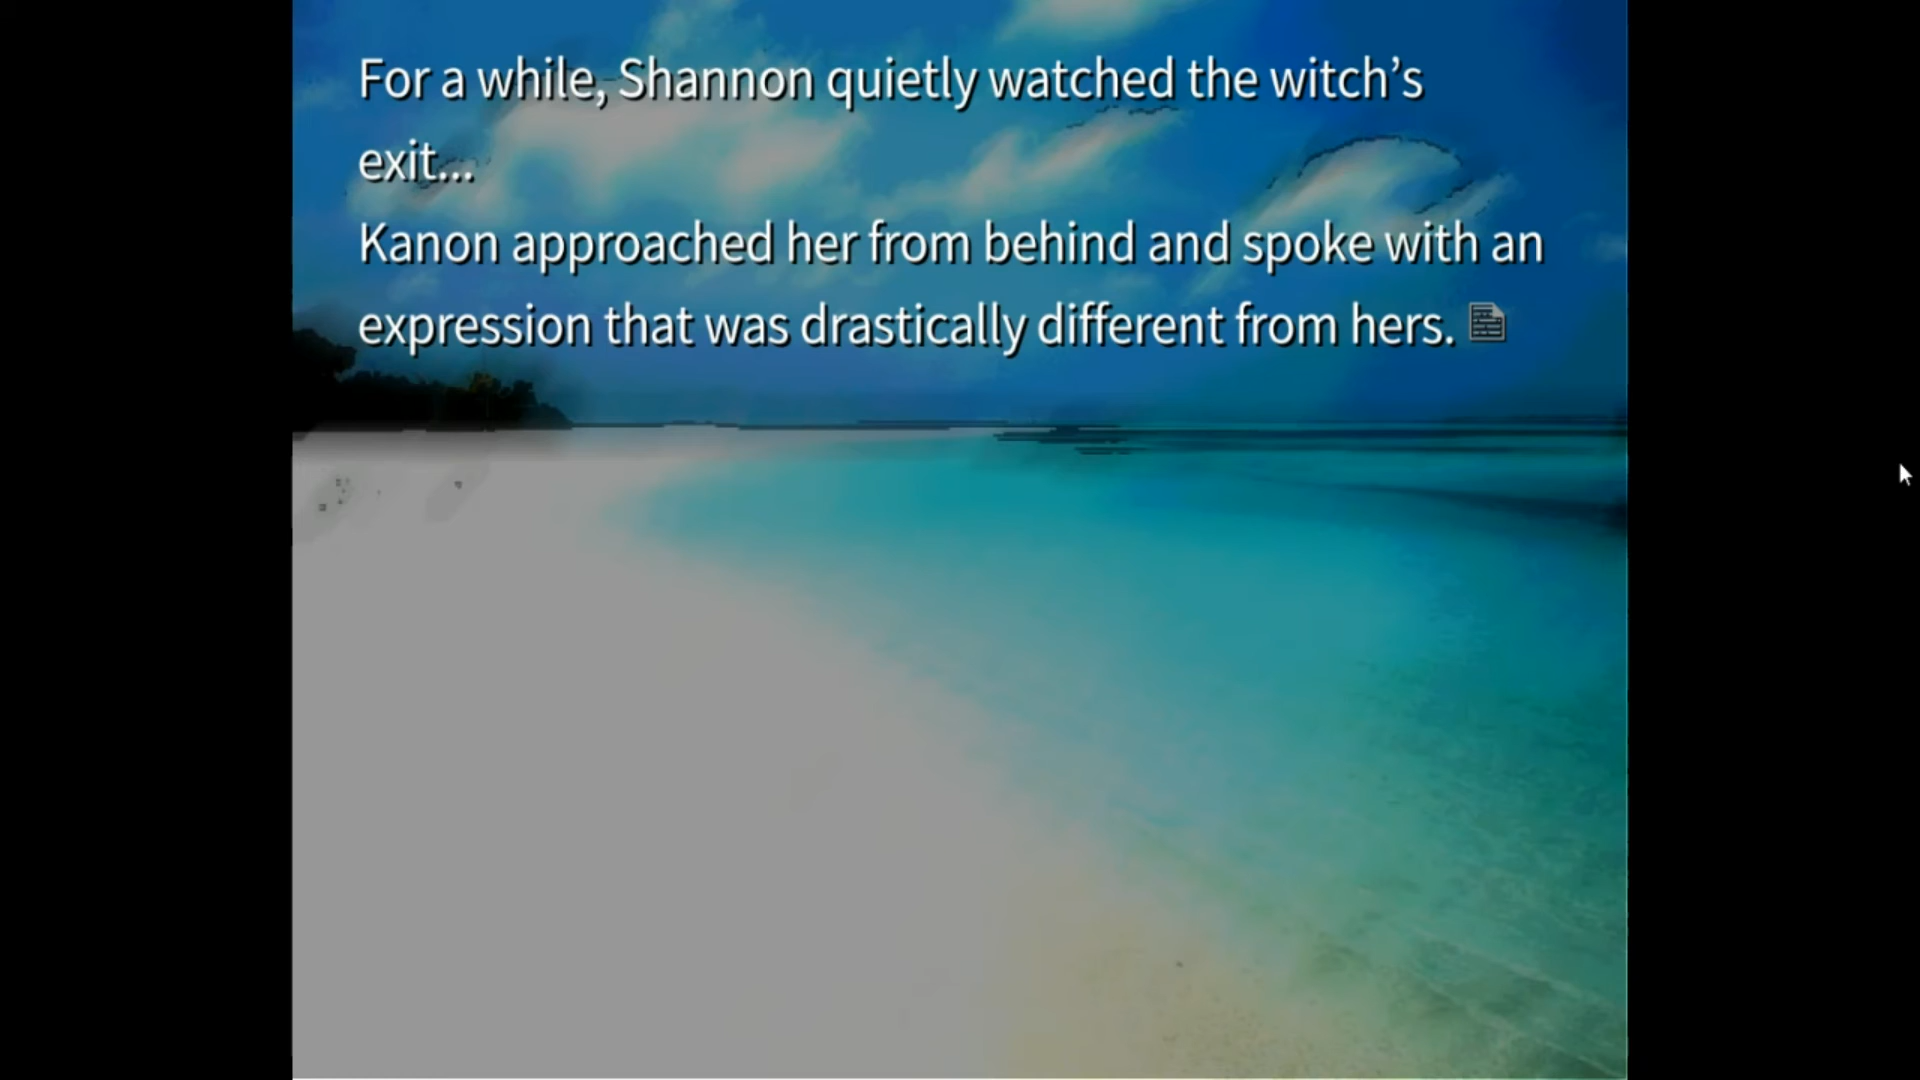 For a while, Shannon quietly watched the witch’s
exit...
Kanon approached her from behind and spoke with an
expression that was drastically different from hers.